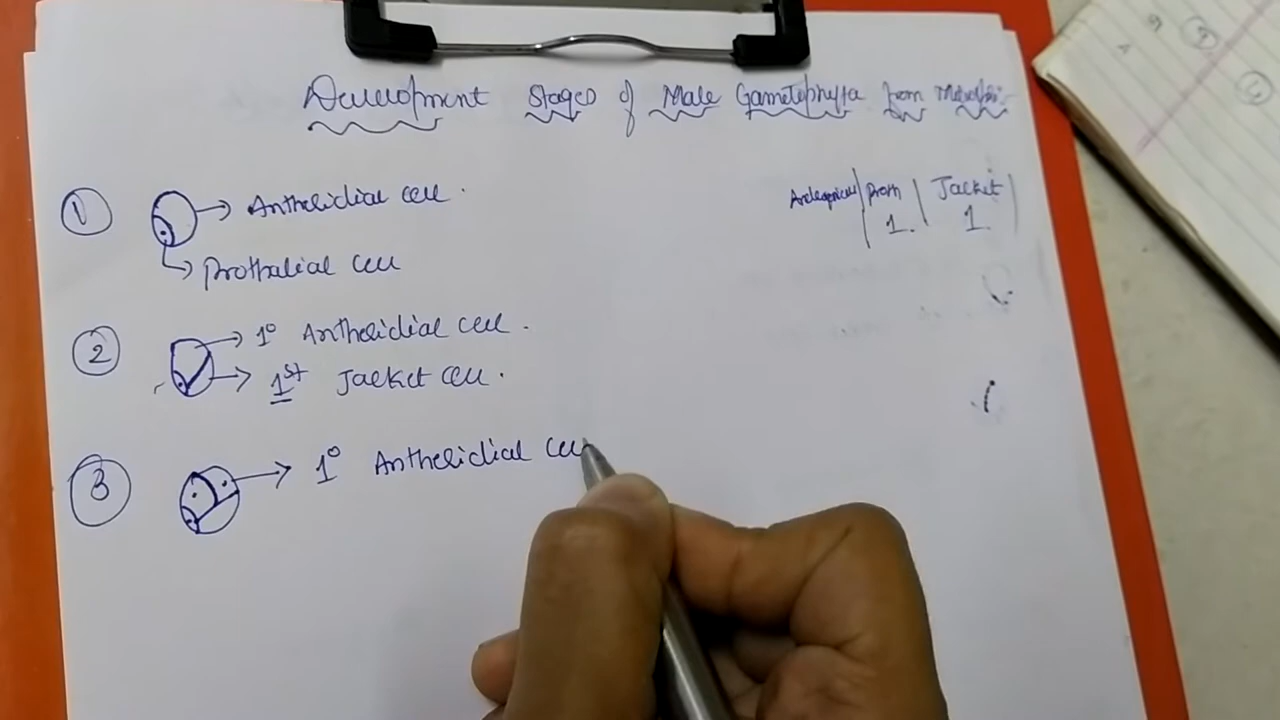 Development Stages of Male Gametophyte from
Prom Jacket
1. 1.
1 Antheridial cell.
Prothalial cell
2 1° Antheridial cell.
1st Jacket cell.
3 1° Antheridial cell